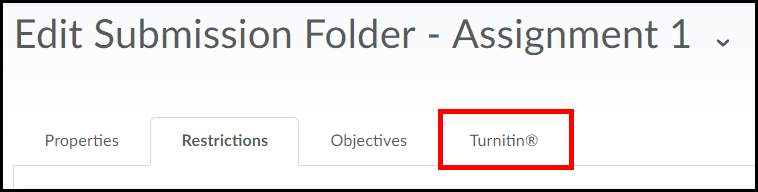 Edit Submission Folder - Assignment 1
Properties Restrictions Objectives Turnitin®